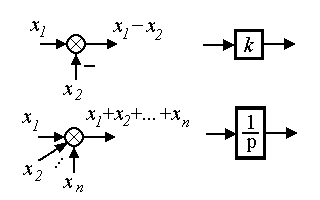 x₁ x₁−x₂
−
x₂
k
x₁ x₁+x₂+...+xₙ
x₂ ...
xₙ
1
p